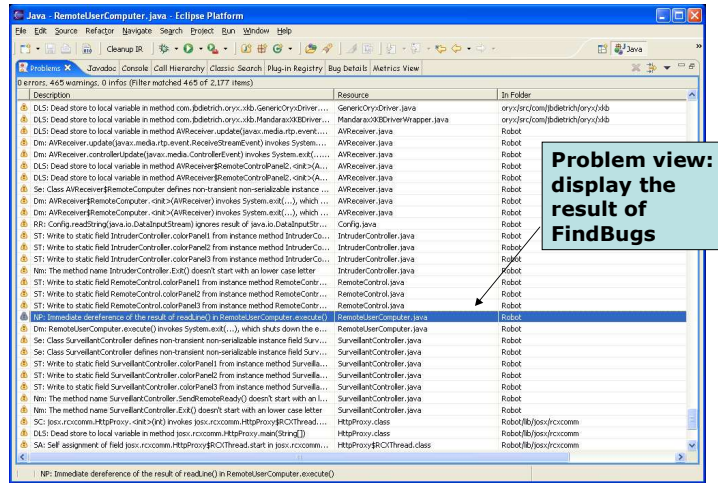 Java - RemoteUserComputer.java - Eclipse Platform
File Edit Source Refactor Navigate Search Project Run Window Help
Cleanup IR Java
Problems Javadoc Console Call Hierarchy Classic Search Plug-in Registry Bug Details Metrics View
0 errors, 465 warnings, 0 infos (Filter matched 465 of 2,177 items)
Description Resource In Folder
DLS: Dead store to local variable in method com.jbdietrich.oryx.xkb.GenericOryxDriver.... GenericOryxDriver.java oryx/src/com/jbdietrich/oryx/xkb
DLS: Dead store to local variable in method com.jbdietrich.oryx.xkb.MandaraxXKBDriver... MandaraxXKBDriverWrapper.java oryx/src/com/jbdietrich/oryx/xkb
DLS: Dead store to local variable in method AVReceiver.update(javax.media.rtp.event.... AVReceiver.java Robot
Dm: AVReceiver.update(javax.media.rtp.event.ReceiveStreamEvent) invokes System.... AVReceiver.java Robot
Dm: AVReceiver.controllerUpdate(javax.media.ControllerEvent) invokes System.exit(...... AVReceiver.java Robot
DLS: Dead store to local variable in method AVReceiver$RemoteControlPanel2.<init>(A... AVReceiver.java Robot
DLS: Dead store to local variable in method AVReceiver$RemoteControlPanel2.<init>(A... AVReceiver.java Robot
Se: Class AVReceiver$RemoteComputer defines non-transient non-serializable instance ... AVReceiver.java Robot
Dm: AVReceiver$RemoteComputer.<init>(AVReceiver) invokes System.exit(...), which ... AVReceiver.java Robot
Dm: AVReceiver$RemoteComputer.<init>(AVReceiver) invokes System.exit(...), which ... AVReceiver.java Robot
RR: Config.readString(java.io.DataInputStream) ignores result of java.io.DataInputStr... Config.java Robot
ST: Write to static field IntruderController.colorPanel1 from instance method IntruderCo... IntruderController.java Robot
ST: Write to static field IntruderController.colorPanel2 from instance method IntruderCo... IntruderController.java Robot
ST: Write to static field IntruderController.colorPanel3 from instance method IntruderCo... IntruderController.java Robot
Nm: The method name IntruderController.Exit() doesn't start with an lower case letter IntruderController.java Robot
ST: Write to static field RemoteControl.colorPanel1 from instance method RemoteContr... RemoteControl.java Robot
ST: Write to static field RemoteControl.colorPanel2 from instance method RemoteContr... RemoteControl.java Robot
ST: Write to static field RemoteControl.colorPanel3 from instance method RemoteContr... RemoteControl.java Robot
NP: Immediate dereference of the result of readLine() in RemoteUserComputer.execute() RemoteUserComputer.java Robot
Dm: RemoteUserComputer.execute() invokes System.exit(...), which shuts down the e... RemoteUserComputer.java Robot
Se: Class SurveillantController defines non-transient non-serializable instance field Surv... SurveillantController.java Robot
Se: Class SurveillantController defines non-transient non-serializable instance field Surv... SurveillantController.java Robot
ST: Write to static field SurveillantController.colorPanel1 from instance method Surveilla... SurveillantController.java Robot
ST: Write to static field SurveillantController.colorPanel2 from instance method Surveilla... SurveillantController.java Robot
ST: Write to static field SurveillantController.colorPanel3 from instance method Surveilla... SurveillantController.java Robot
Nm: The method name SurveillantController.SendRemoteReady() doesn't start with an l... SurveillantController.java Robot
Nm: The method name SurveillantController.Exit() doesn't start with an lower case letter SurveillantController.java Robot
SC: josx.rcxcomm.HttpProxy.<init>(int) invokes josx.rcxcomm.HttpProxy$RCXThread.... HttpProxy.class Robot/lib/josx/rcxcomm
DLS: Dead store to local variable in method josx.rcxcomm.HttpProxy.main(String[]) HttpProxy.class Robot/lib/josx/rcxcomm
SA: Self assignment of field josx.rcxcomm.HttpProxy$RCXThread.start in josx.rcxcomm.... HttpProxy$RCXThread.class Robot/lib/josx/rcxcomm
NP: Immediate dereference of the result of readLine() in RemoteUserComputer.execute()
Problem view:
display the
result of
FindBugs